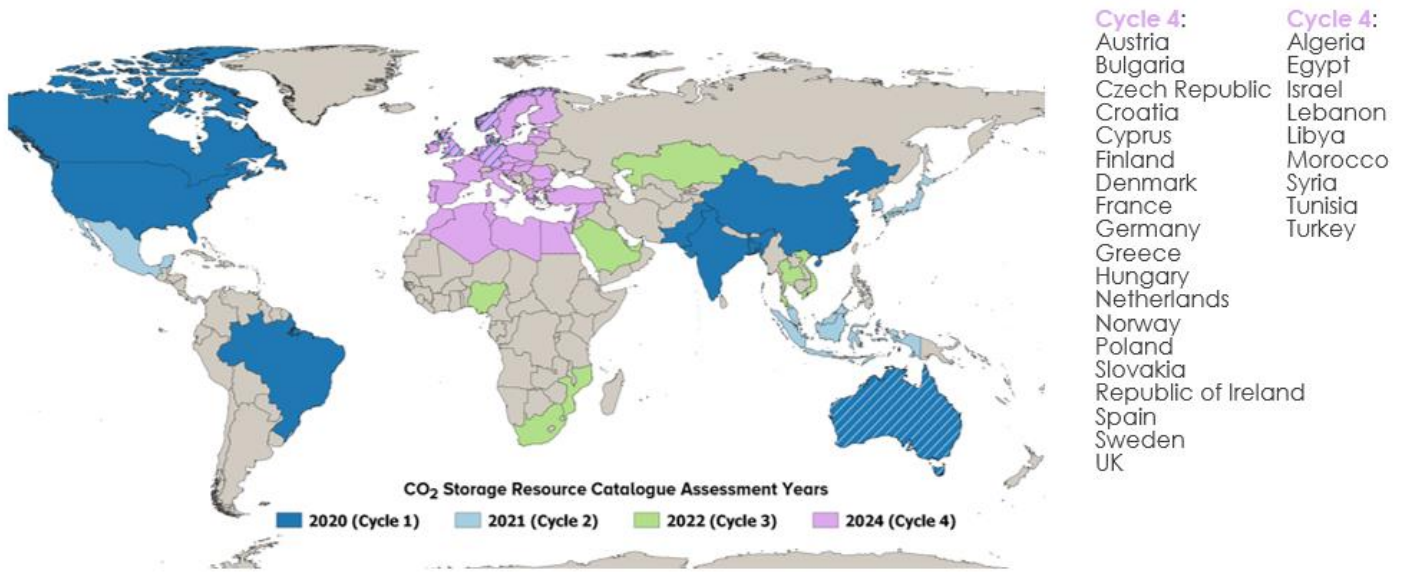 Cycle 4:
Austria
Bulgaria
Czech Republic
Croatia
Cyprus
Finland
Denmark
France
Germany
Greece
Hungary
Netherlands
Norway
Poland
Slovakia
Republic of Ireland
Spain
Sweden
UK
Cycle 4:
Algeria
Egypt
Israel
Lebanon
Libya
Morocco
Syria
Tunisia
Turkey
CO₂ Storage Resource Catalogue Assessment Years
2020 (Cycle 1)
2021 (Cycle 2)
2022 (Cycle 3)
2024 (Cycle 4)